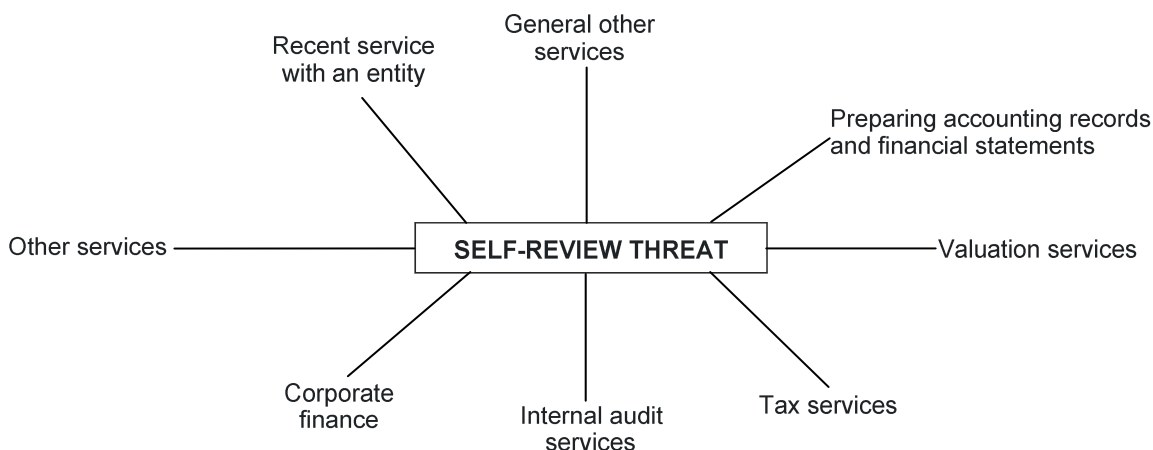 General other
services
Recent service
with an entity
Preparing accounting records
and financial statements
Other services
SELF-REVIEW THREAT
Valuation services
Corporate
finance
Internal audit
services
Tax services